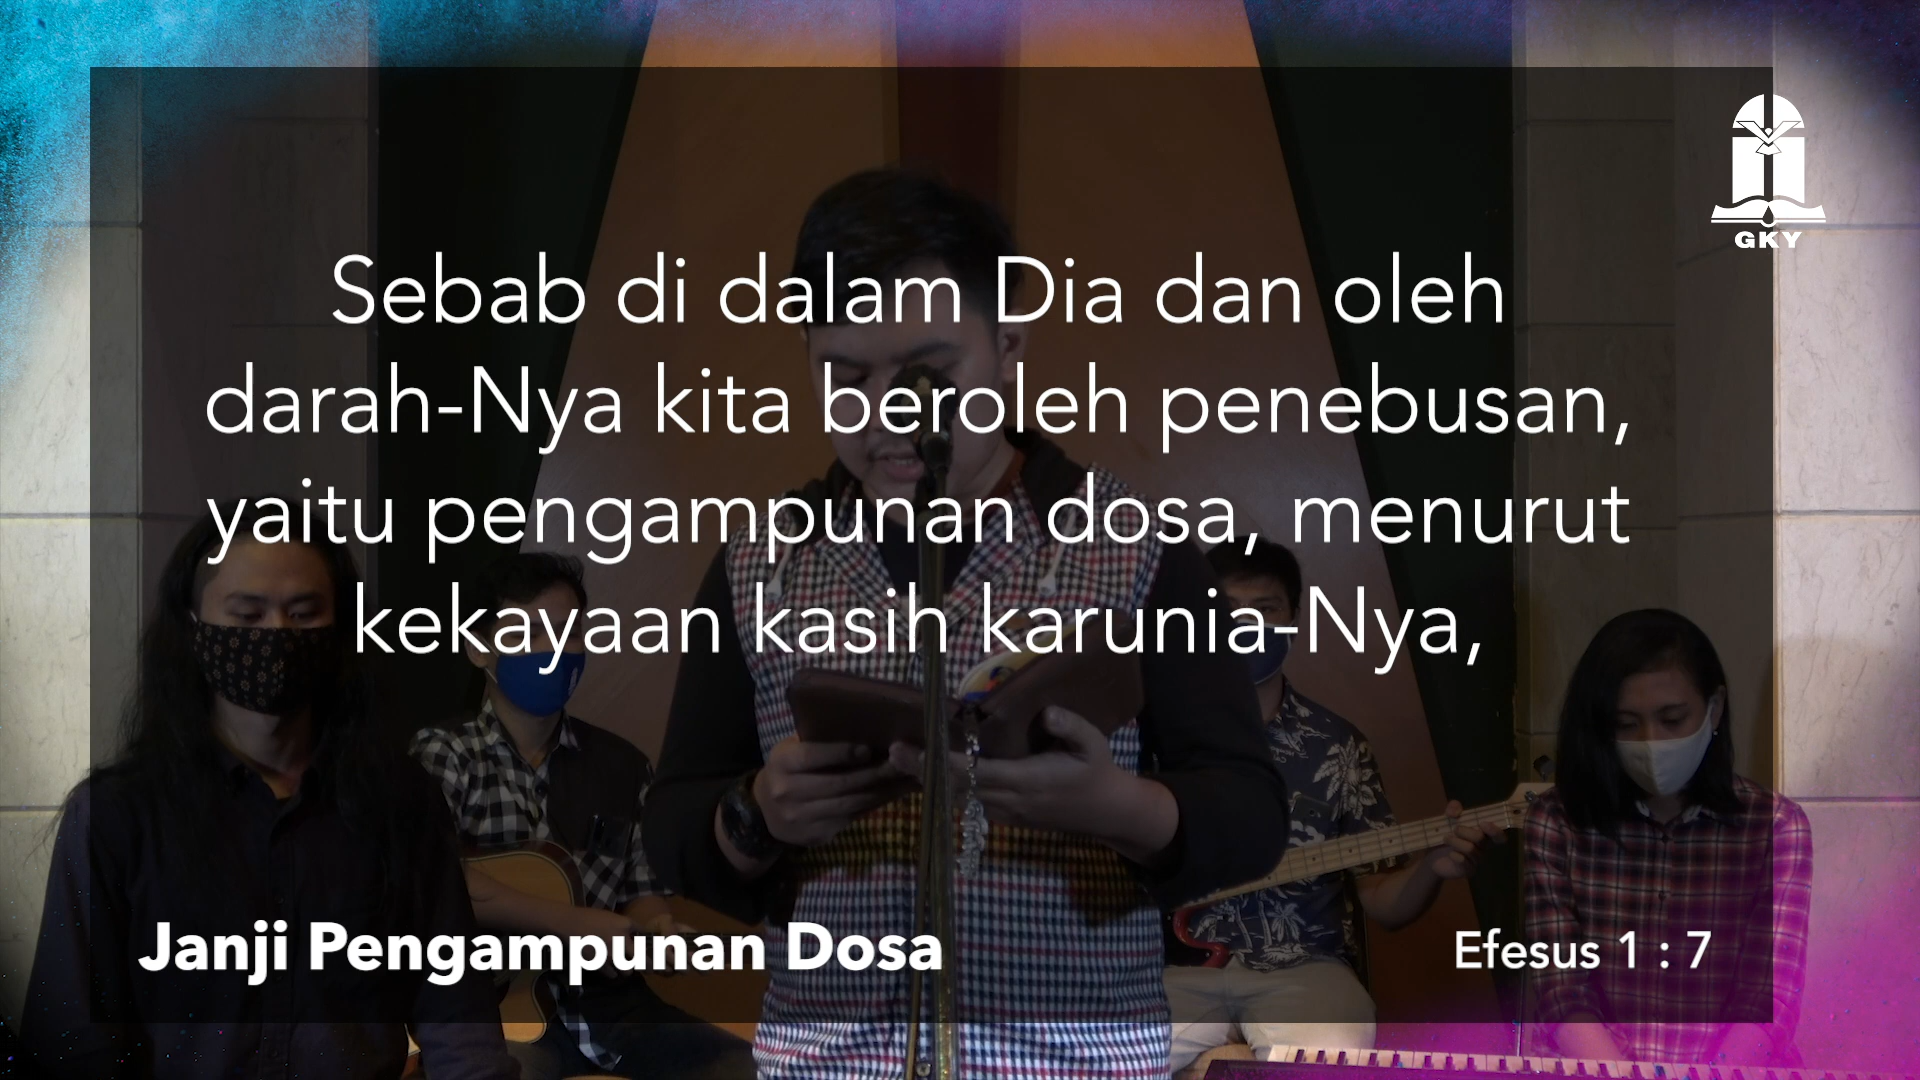 GKY
Sebab di dalam Dia dan oleh
darah-Nya kita beroleh penebusan,
yaitu pengampunan dosa, menurut
kekayaan kasih karunia-Nya,
Janji Pengampunan Dosa
Efesus 1 : 7